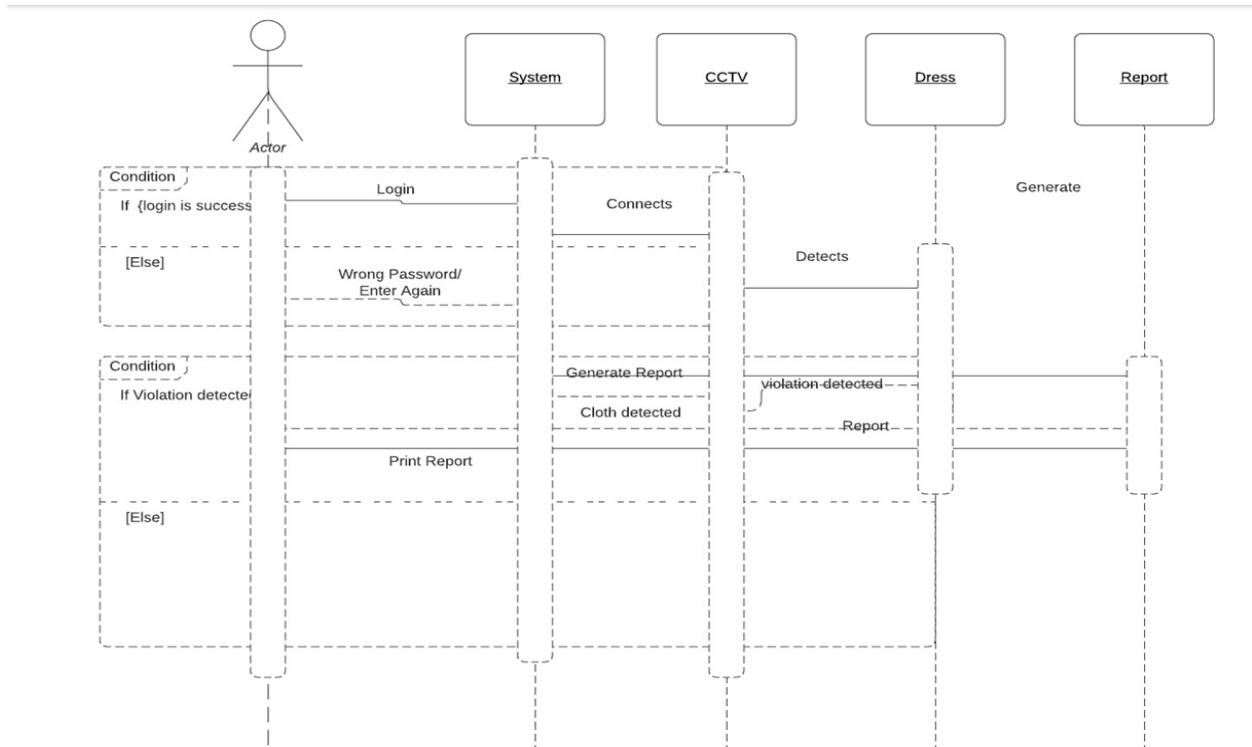 System
CCTV
Dress
Report
Actor
Condition
If {login is success
Login
Connects
Generate
[Else]
Wrong Password/
Enter Again
Detects
Condition
If Violation detecte
Generate Report
violation detected
Cloth detected
Report
Print Report
[Else]